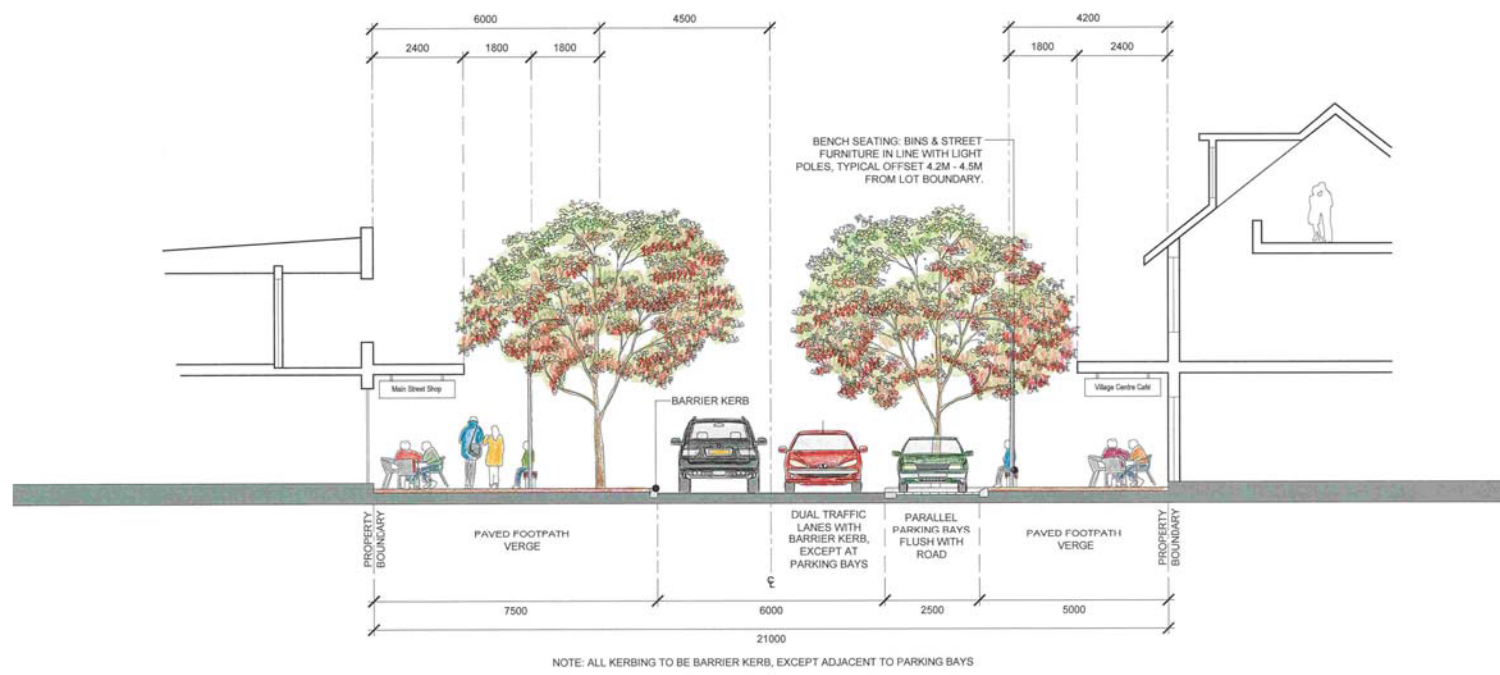 6000
4500
4200
2400
1800
1800
1800
2400
BENCH SEATING: BINS & STREET
FURNITURE IN LINE WITH LIGHT
POLES, TYPICAL OFFSET 4.2M - 4.5M
FROM LOT BOUNDARY.
Main Street Shop
Village Centre Café
BARRIER KERB
PROPERTY
BOUNDARY
PAVED FOOTPATH
VERGE
DUAL TRAFFIC
LANES WITH
BARRIER KERB,
EXCEPT AT
PARKING BAYS
PARALLEL
PARKING BAYS
FLUSH WITH
ROAD
PAVED FOOTPATH
VERGE
PROPERTY
BOUNDARY
℄
7500
6000
2500
5000
21000
NOTE: ALL KERBING TO BE BARRIER KERB, EXCEPT ADJACENT TO PARKING BAYS